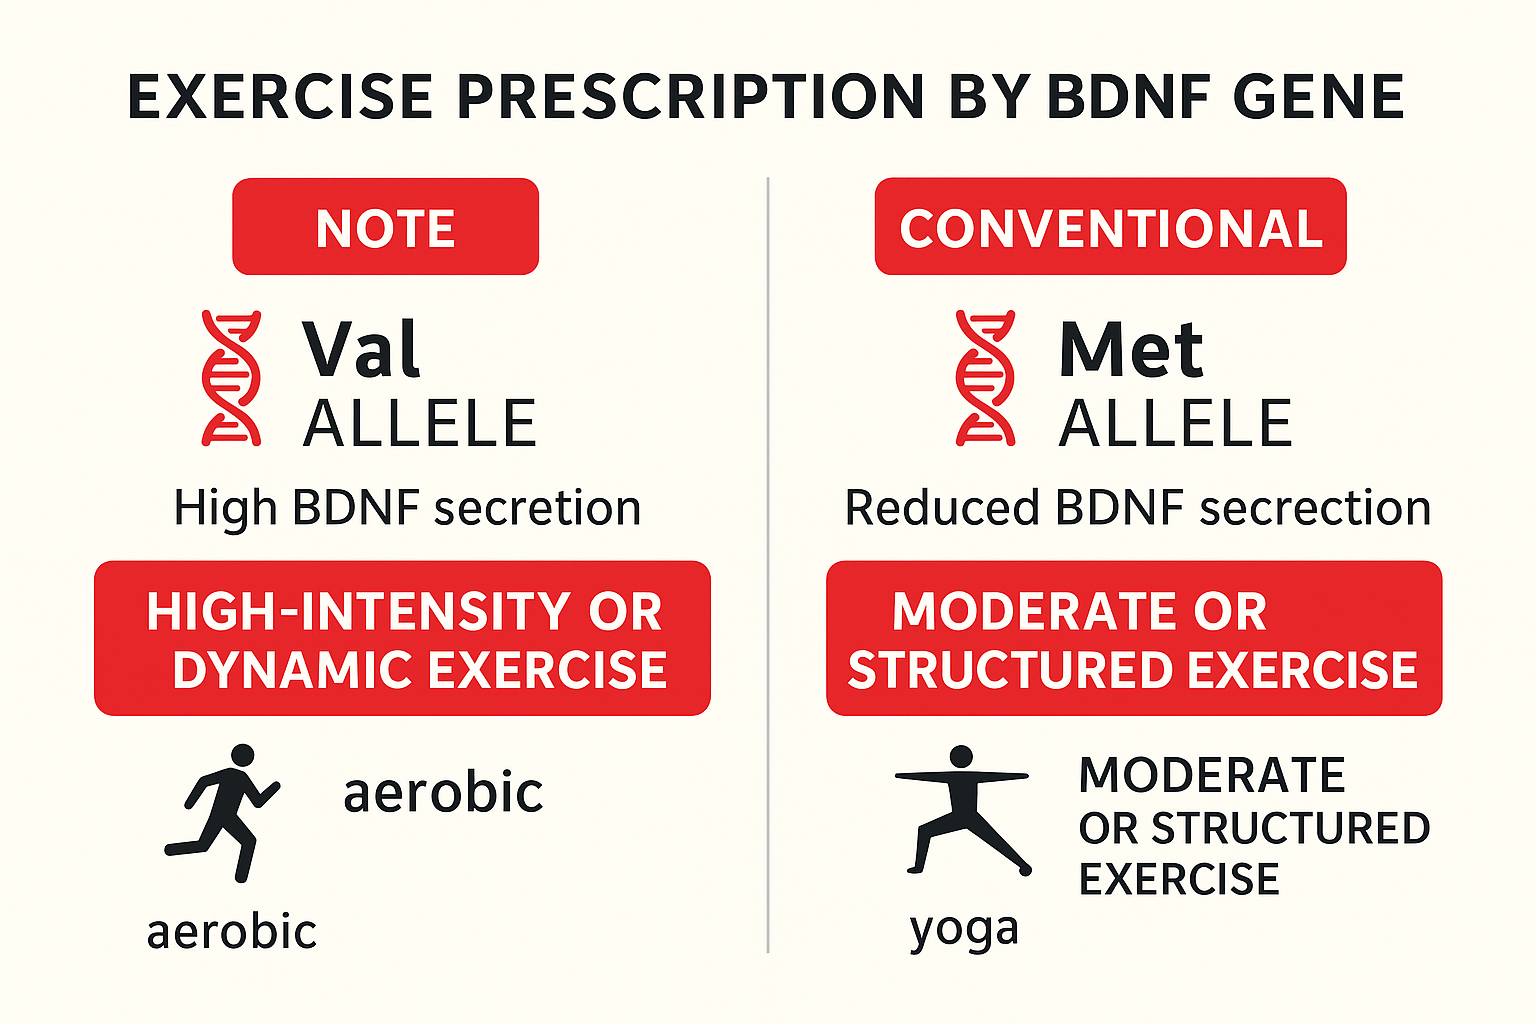 EXERCISE PRESCRIPTION BY BDNF GENE
NOTE
Val
ALLELE
High BDNF secretion
HIGH-INTENSITY OR
DYNAMIC EXERCISE
aerobic
aerobic
CONVENTIONAL
Met
ALLELE
Reduced BDNF secrection
MODERATE OR
STRUCTURED EXERCISE
MODERATE
OR STRUCTURED
EXERCISE
yoga